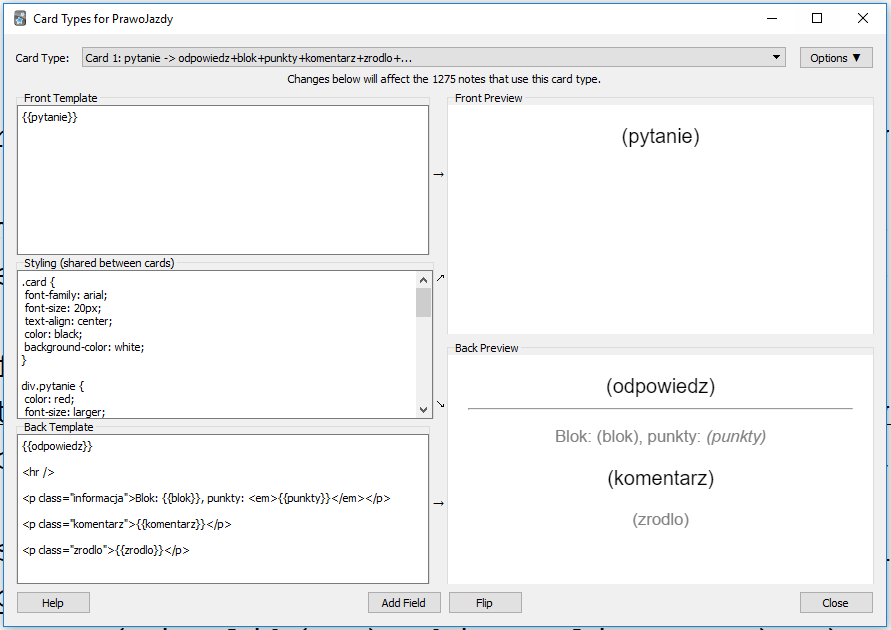 Card Types for PrawoJazdy
Card Type: Card 1: pytanie -> odpowiedz+blok+punkty+komentarz+zrodlo+... Options ▼
Changes below will affect the 1275 notes that use this card type.
Front Template
{{pytanie}}
Styling (shared between cards)
.card {
font-family: arial;
font-size: 20px;
text-align: center;
color: black;
background-color: white;
}
div.pytanie {
color: red;
font-size: larger;
Back Template
{{odpowiedz}}
<hr />
<p class="informacja">Blok: {{blok}}, punkty: <em>{{punkty}}</em></p>
<p class="komentarz">{{komentarz}}</p>
<p class="zrodlo">{{zrodlo}}</p>
Front Preview
(pytanie)
Back Preview
(odpowiedz)
Blok: (blok), punkty: (punkty)
(komentarz)
(zrodlo)
Help Add Field Flip Close